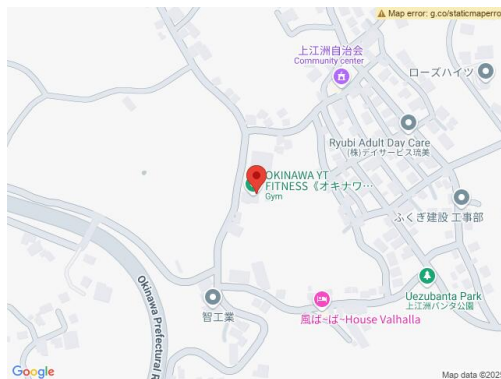 Map error: g.co/staticmaperro
上江洲自治会
Community center
ローズハイツ
Ryubi Adult Day Care
(株)デイサービス琉美
OKINAWA YT
FITNESS《オキナワ…
Gym
ふくぎ建設 工事部
Okinawa Prefectural R
Uezubanta Park
上江洲バンタ公園
智工業
風ば~ば~House Valhalla
Google
Map data ©2025